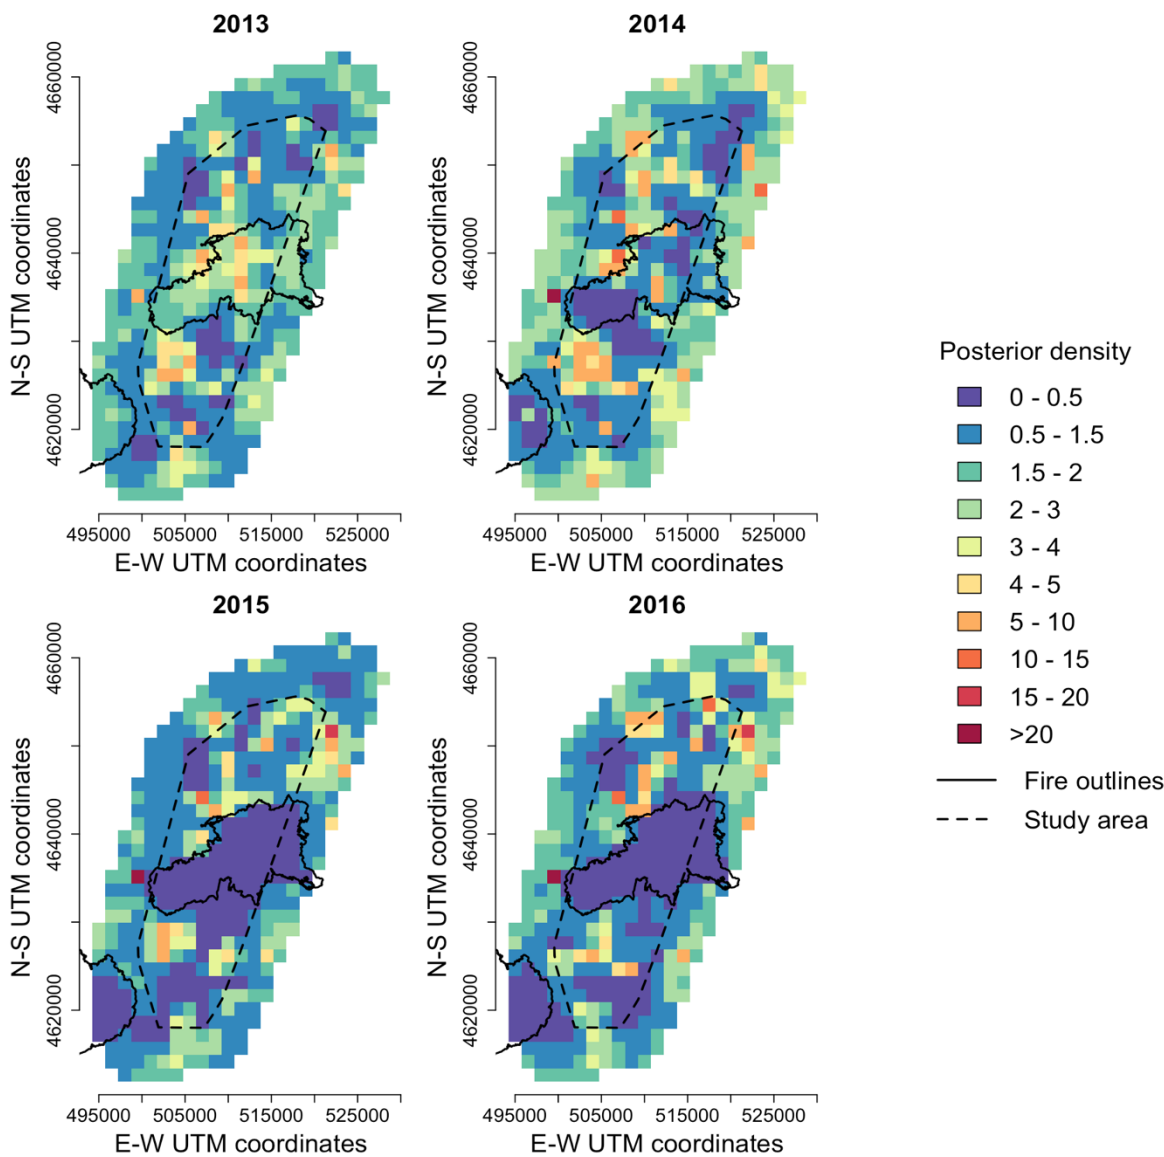 2013
2014
N-S UTM coordinates
4620000
4640000
4660000
495000 505000 515000 525000
E-W UTM coordinates
N-S UTM coordinates
4620000
4640000
4660000
495000 505000 515000 525000
E-W UTM coordinates
2015
2016
N-S UTM coordinates
4620000
4640000
4660000
495000 505000 515000 525000
E-W UTM coordinates
N-S UTM coordinates
4620000
4640000
4660000
495000 505000 515000 525000
E-W UTM coordinates
Posterior density
0 - 0.5
0.5 - 1.5
1.5 - 2
2 - 3
3 - 4
4 - 5
5 - 10
10 - 15
15 - 20
>20
Fire outlines
Study area